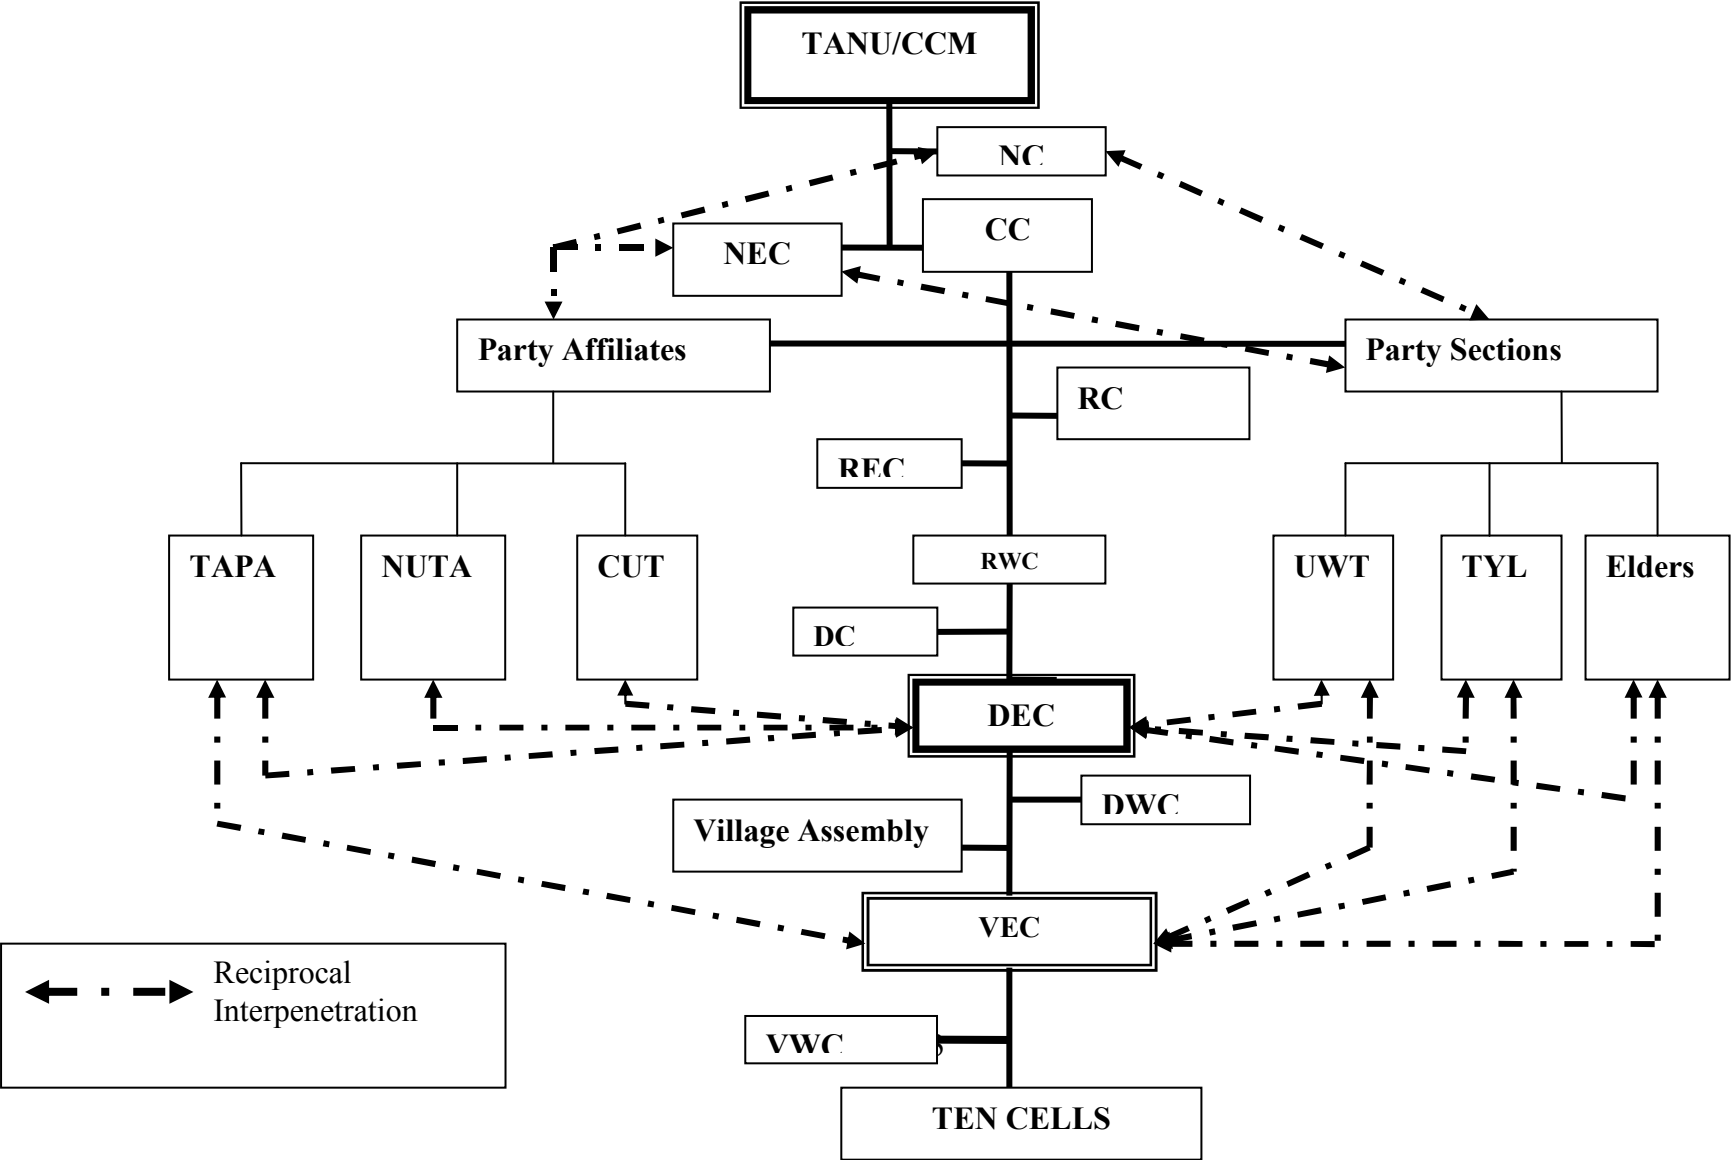 TANU/CCM
NC
CC
NEC
Party Affiliates
Party Sections
RC
REC
TAPA
NUTA
CUT
RWC
UWT
TYL
Elders
DC
DEC
DWC
Village Assembly
VEC
Reciprocal
Interpenetration
VWC
TEN CELLS